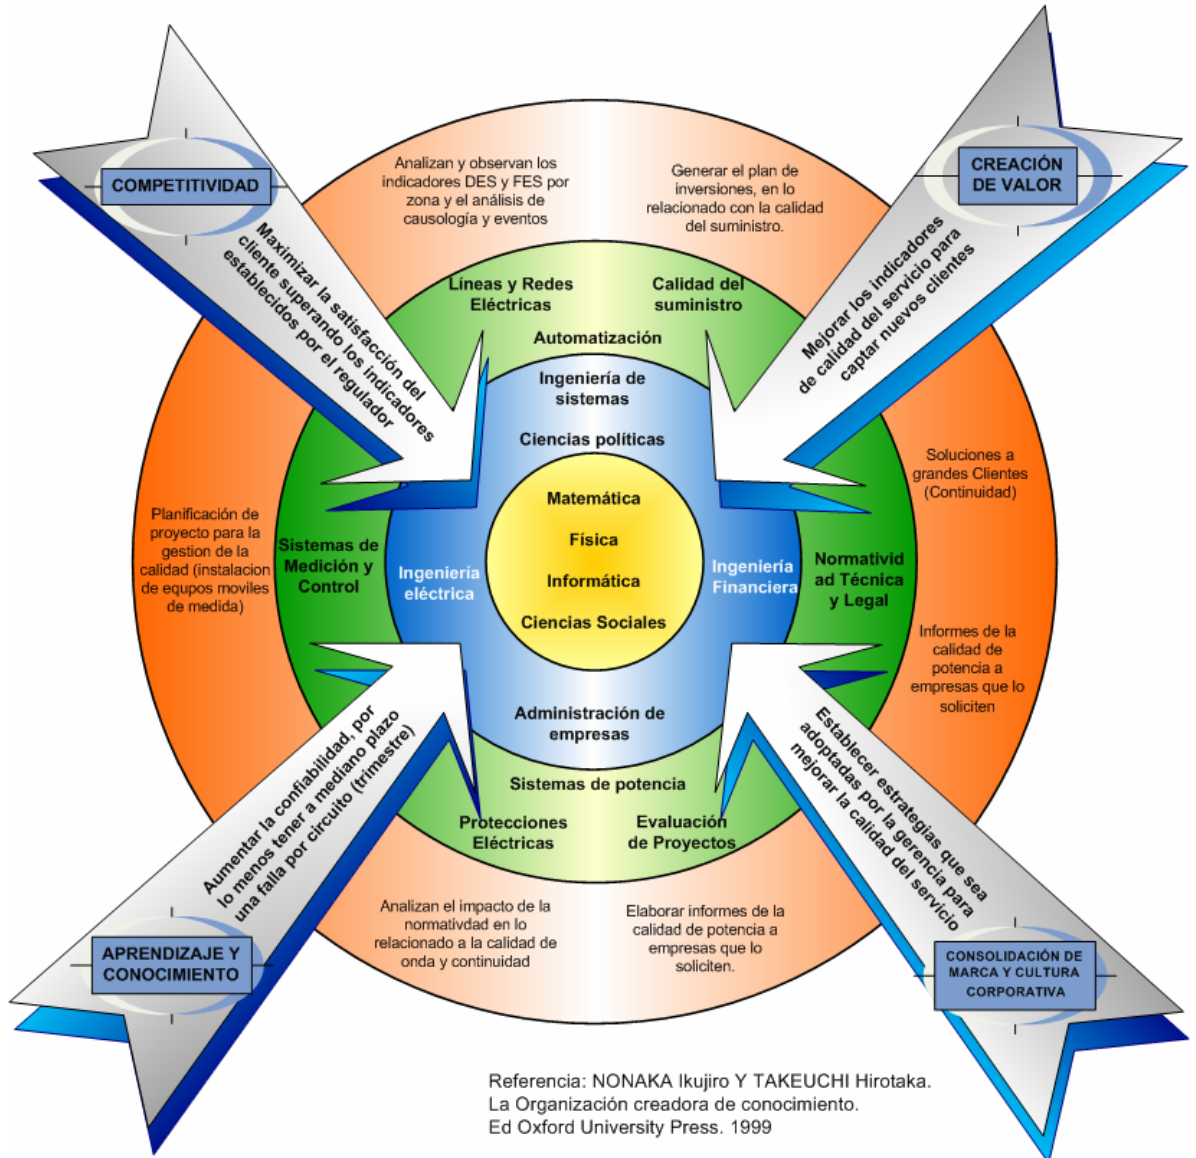 COMPETITIVIDAD
Maximizar la satisfacción del
cliente superando los indicadores
establecidos por el regulador
CREACIÓN
DE VALOR
Mejorar los indicadores
de calidad del servicio para
captar nuevos clientes
Analizan y observan los
indicadores DES y FES por
zona y el análisis de
causología y eventos
Generar el plan de
inversiones, en lo
relacionado con la calidad
del suministro.
Líneas y Redes
Eléctricas
Calidad del
suministro
Automatización
Ingeniería de
sistemas
Ciencias políticas
Matemática
Física
Informática
Ciencias Sociales
Planificación de
proyecto para la
gestion de la
calidad (instalacion
de equpos moviles
de medida)
Sistemas de
Medición y
Control
Ingeniería
eléctrica
Ingeniería
Financiera
Normativid
ad Técnica
y Legal
Soluciones a
grandes Clientes
(Continuidad)
Informes de la
calidad de
potencia a
empresas que lo
soliciten
Administración de
empresas
Sistemas de potencia
Protecciones
Eléctricas
Evaluación
de Proyectos
Analizan el impacto de la
normativdad en lo
relacionado a la calidad de
onda y continuidad
Elaborar informes de la
calidad de potencia a
empresas que lo
soliciten.
Aumentar la confiabilidad, por
lo menos tener a mediano plazo
una falla por circuito (trimestre)
APRENDIZAJE Y
CONOCIMIENTO
Establecer estrategias que sea
adoptadas por la gerencia para
mejorar la calidad del servicio
CONSOLIDACIÓN DE
MARCA Y CULTURA
CORPORATIVA
Referencia: NONAKA Ikujiro Y TAKEUCHI Hirotaka.
La Organización creadora de conocimiento.
Ed Oxford University Press. 1999